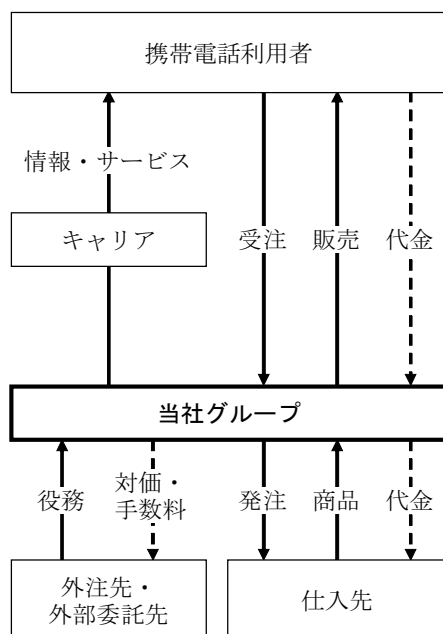 携帯電話利用者
情報・サービス
キャリア
受注
販売
代金
当社グループ
役務
対価・
手数料
発注
商品
代金
外注先・
外部委託先
仕入先